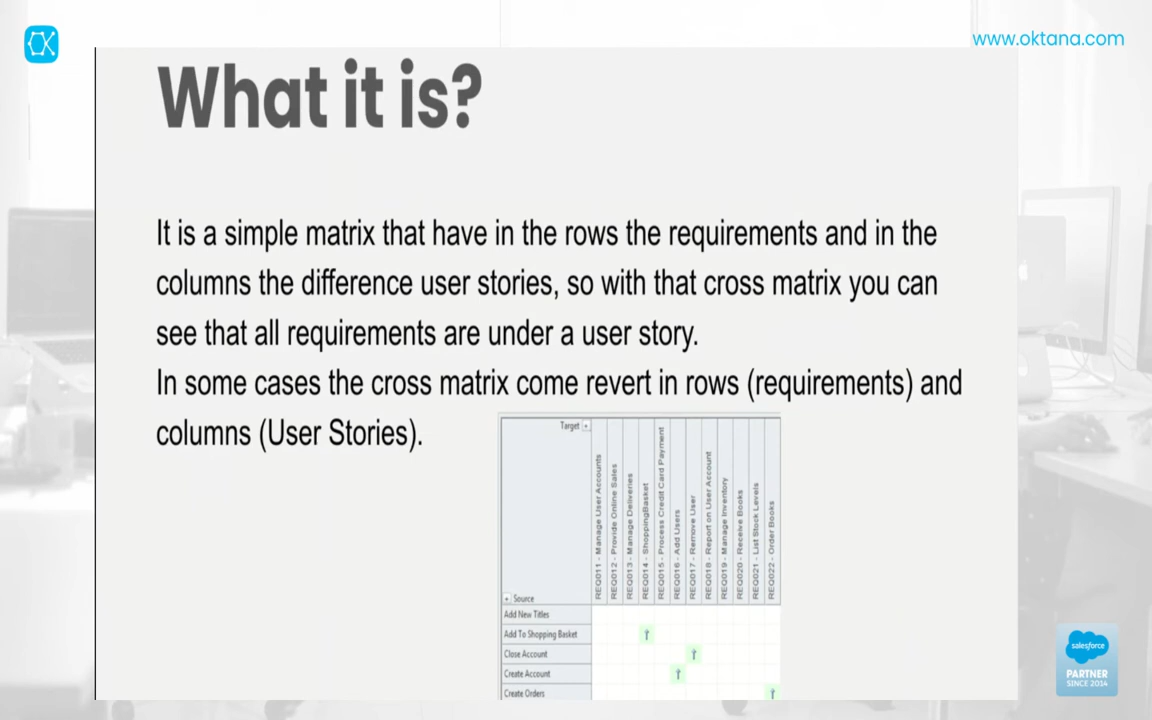 www.oktana.com
What it is?
It is a simple matrix that have in the rows the requirements and in the
columns the difference user stories, so with that cross matrix you can
see that all requirements are under a user story.
In some cases the cross matrix come revert in rows (requirements) and
columns (User Stories).
Target +
REQ011 - Manage User Accounts
REQ012 - Provide Online Sales
REQ013 - Manage Deliveries
REQ014 - ShoppingBasket
REQ015 - Process Credit Card Payment
REQ016 - Add Users
REQ017 - Remove User
REQ018 - Report on User Account
REQ019 - Manage Inventory
REQ020 - Receive Books
REQ021 - List Stock Levels
REQ022 - Order Books
+ Source
Add New Titles
Add To Shopping Basket
Close Account
Create Account
Create Orders
salesforce
PARTNER
SINCE 2014